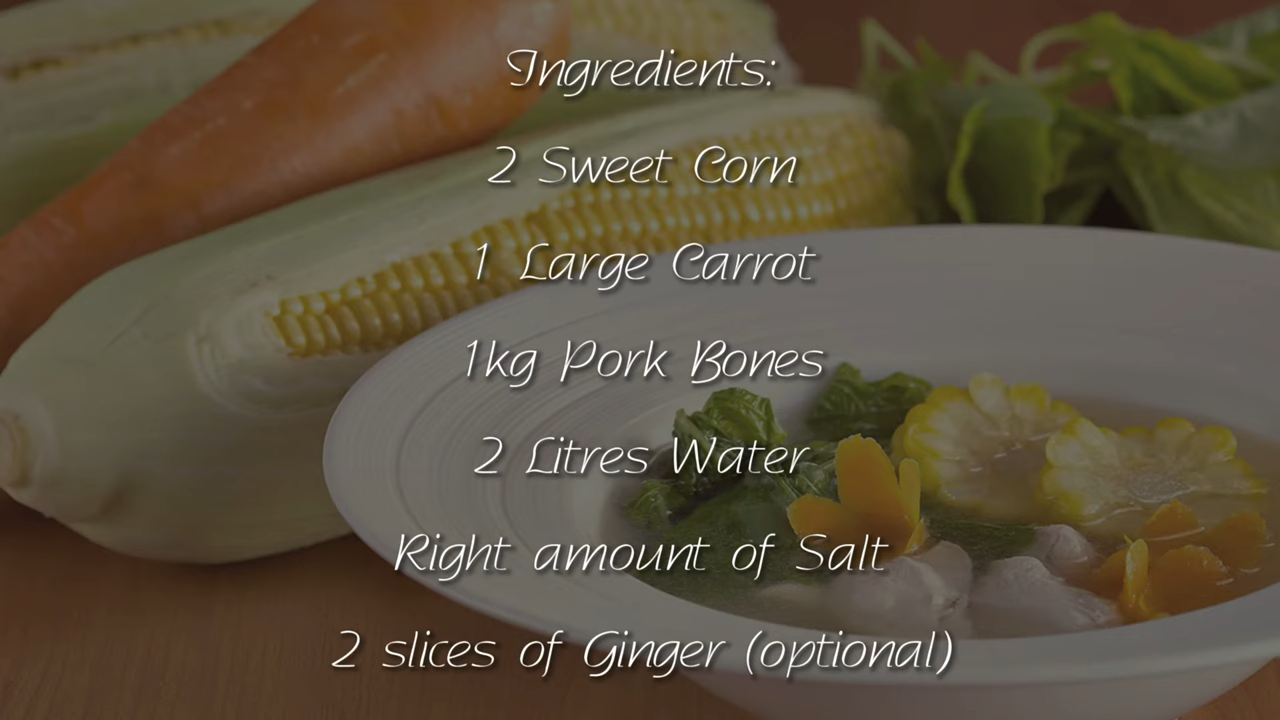 Ingredients:
2 Sweet Corn
1 Large Carrot
1kg Pork Bones
2 Litres Water
Right amount of Salt
2 slices of Ginger (optional)